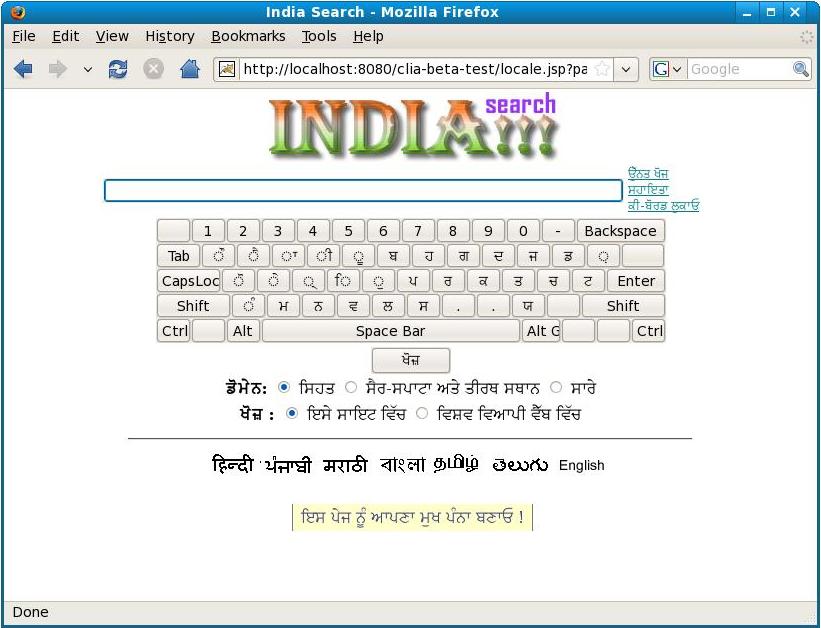 India Search - Mozilla Firefox
File Edit View History Bookmarks Tools Help
http://localhost:8080/clia-beta-test/locale.jsp?pa Google
search
INDIA!!!
ਉੱਨਤ ਖੋਜ
ਸਹਾਇਤਾ
ਕੀ-ਬੋਰਡ ਲੁਕਾਓ
1 2 3 4 5 6 7 8 9 0 - Backspace
Tab ੌ ੈ ਾ ੀ ੂ ਬ ਹ ਗ ਦ ਜ ਡ ਼
CapsLoc ੋ ੇ ੍ ਿ ੁ ਪ ਰ ਕ ਤ ਚ ਟ Enter
Shift ੰ ਮ ਨ ਵ ਲ ਸ . . ਯ Shift
Ctrl Alt Space Bar Alt G Ctrl
ਖੋਜ਼
ਡੋਮੇਨ: ਸਿਹਤ ਸੈਰ-ਸਪਾਟਾ ਅਤੇ ਤੀਰਥ ਸਥਾਨ ਸਾਰੇ
ਖੋਜ਼ : ਇਸੇ ਸਾਇਟ ਵਿੱਚ ਵਿਸ਼ਵ ਵਿਆਪੀ ਵੈੱਬ ਵਿੱਚ
हिन्दी ਪੰਜਾਬੀ मराठी বাংলা தமிழ் తెలుగు English
ਇਸ ਪੇਜ ਨੂੰ ਆਪਣਾ ਮੁਖ ਪੰਨਾ ਬਣਾਓ !
Done